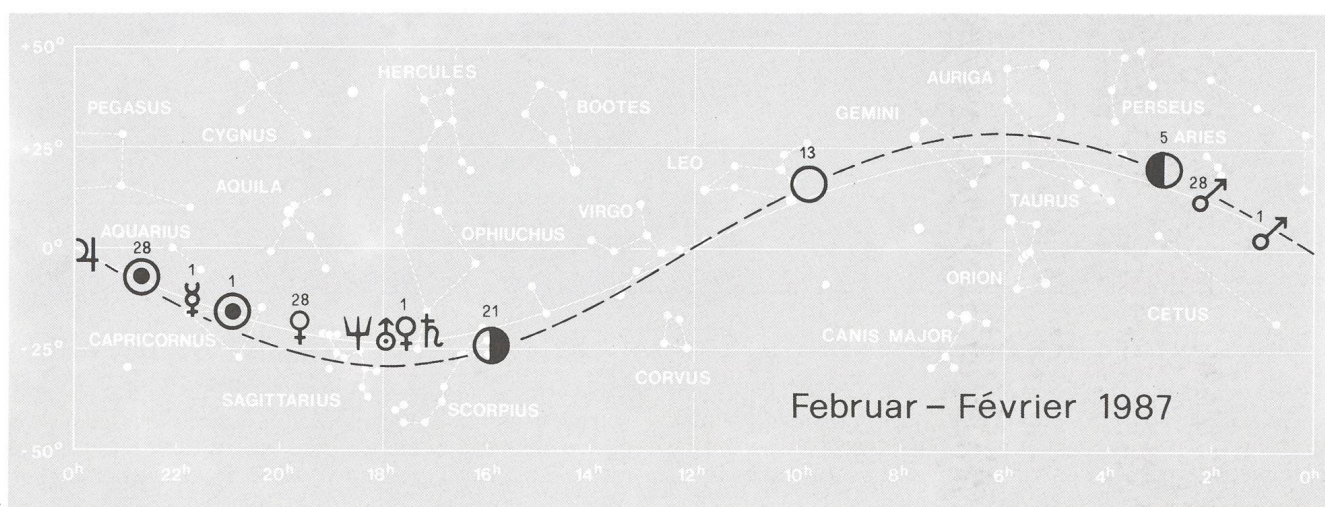 +50°
HERCULES
AURIGA
PEGASUS
BOOTES
GEMINI
PERSEUS
CYGNUS
5
ARIES
+25°
13
LEO
AQUILA
28
TAURUS
VIRGO
1
AQUARIUS
OPHIUCHUS
0°
28
1
1
ORION
28
1
21
CETUS
CAPRICORNUS
CANIS MAJOR
-25°
CORVUS
SAGITTARIUS
SCORPIUS
Februar – Février 1987
-50°
0h 22h 20h 18h 16h 14h 12h 10h 8h 6h 4h 2h 0h